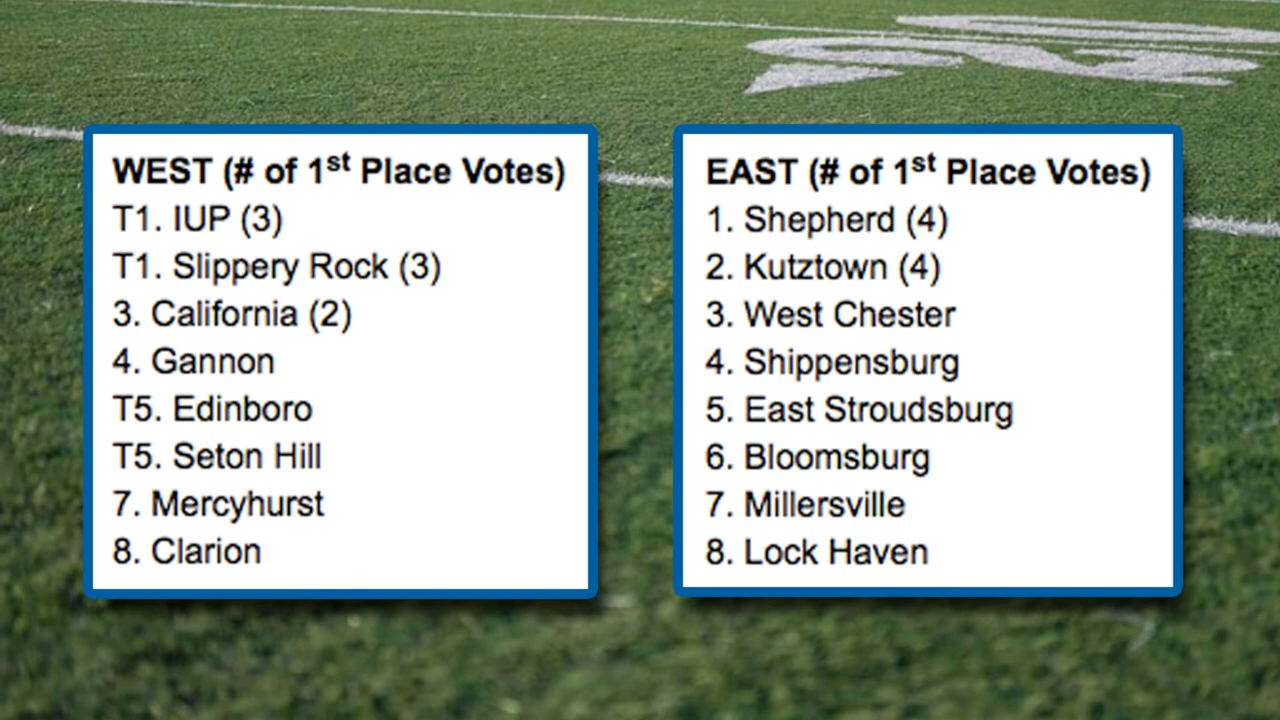 WEST (# of 1st Place Votes)
T1. IUP (3)
T1. Slippery Rock (3)
3. California (2)
4. Gannon
T5. Edinboro
T5. Seton Hill
7. Mercyhurst
8. Clarion
EAST (# of 1st Place Votes)
1. Shepherd (4)
2. Kutztown (4)
3. West Chester
4. Shippensburg
5. East Stroudsburg
6. Bloomsburg
7. Millersville
8. Lock Haven